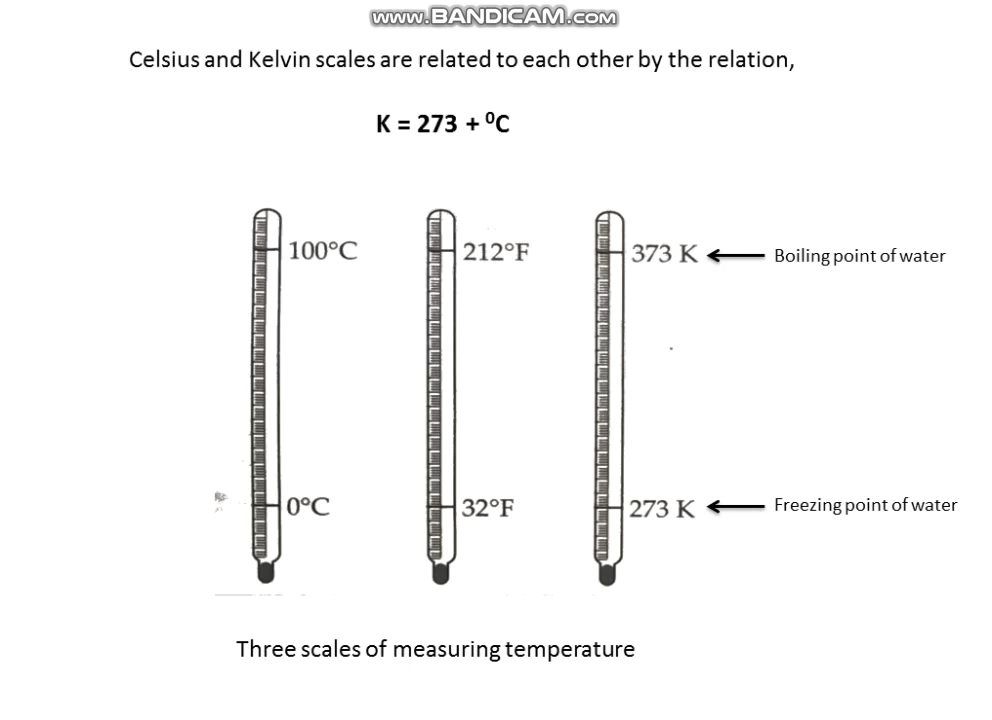 www.BANDICAM.com
Celsius and Kelvin scales are related to each other by the relation,
K = 273 + ⁰C
100°C
212°F
373 K
Boiling point of water
0°C
32°F
273 K
Freezing point of water
Three scales of measuring temperature